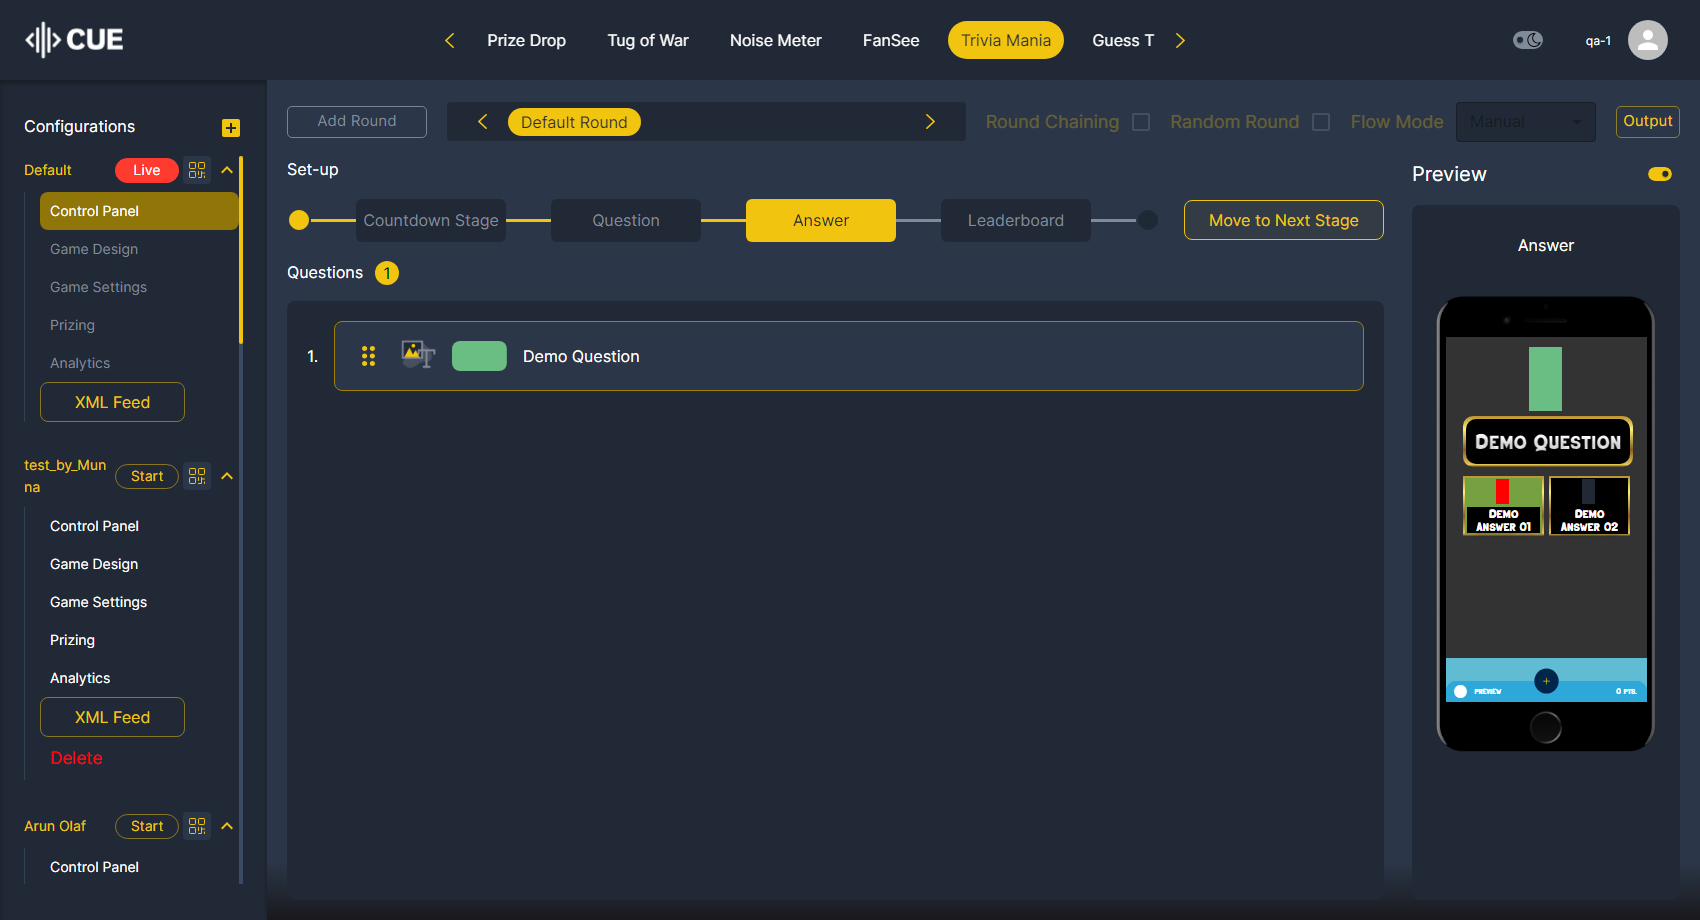 CUE
Prize Drop
Tug of War
Noise Meter
FanSee
Trivia Mania
Guess T
qa-1
Configurations
Default
Live
Control Panel
Game Design
Game Settings
Prizing
Analytics
XML Feed
test_by_Mun
na
Start
Control Panel
Game Design
Game Settings
Prizing
Analytics
XML Feed
Delete
Arun Olaf
Start
Control Panel
Add Round
Default Round
Round Chaining
Random Round
Flow Mode
Manual
Output
Set-up
Countdown Stage
Question
Answer
Leaderboard
Move to Next Stage
Questions 1
1.
Demo Question
Preview
Answer
DEMO QUESTION
DEMO
ANSWER 01
DEMO
ANSWER 02
PREVIEW
0 PTS.